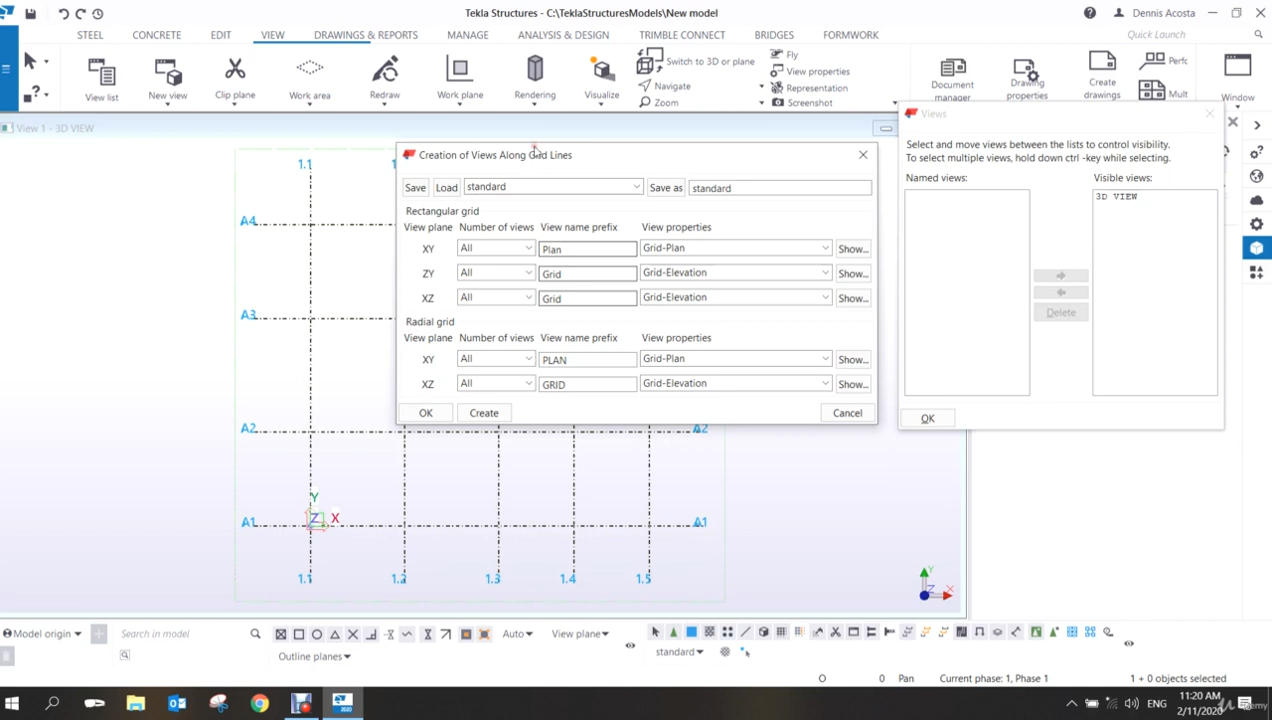 Tekla Structures - C:\TeklaStructuresModels\New model
Dennis Acosta
STEEL CONCRETE EDIT VIEW DRAWINGS & REPORTS MANAGE ANALYSIS & DESIGN TRIMBLE CONNECT BRIDGES FORMWORK
Quick Launch
View list
New view
Clip plane
Work area
Redraw
Work plane
Rendering
Visualize
Switch to 3D or plane
Navigate
Zoom
Fly
View properties
Representation
Screenshot
Document manager
Drawing properties
Create drawings
Perfc
Mult
Window
View 1 - 3D VIEW
Creation of Views Along Grid Lines
Save Load standard Save as standard
Rectangular grid
View plane Number of views View name prefix View properties
XY All Plan Grid-Plan Show...
ZY All Grid Grid-Elevation Show...
XZ All Grid Grid-Elevation Show...
Radial grid
View plane Number of views View name prefix View properties
XY All PLAN Grid-Plan Show...
XZ All GRID Grid-Elevation Show...
OK Create Cancel
Views
Select and move views between the lists to control visibility.
To select multiple views, hold down ctrl -key while selecting.
Named views: Visible views:
3D VIEW
Delete
OK
1.1
A4
A3
A2 A2
Y
Z X
A1 A1
1.1 1.2 1.3 1.4 1.5
Y
Z X
Model origin Search in model Auto View plane
Outline planes standard
O 0 Pan Current phase: 1, Phase 1 1 + 0 objects selected
2020
ENG
11:20 AM
2/11/2020
Udemy